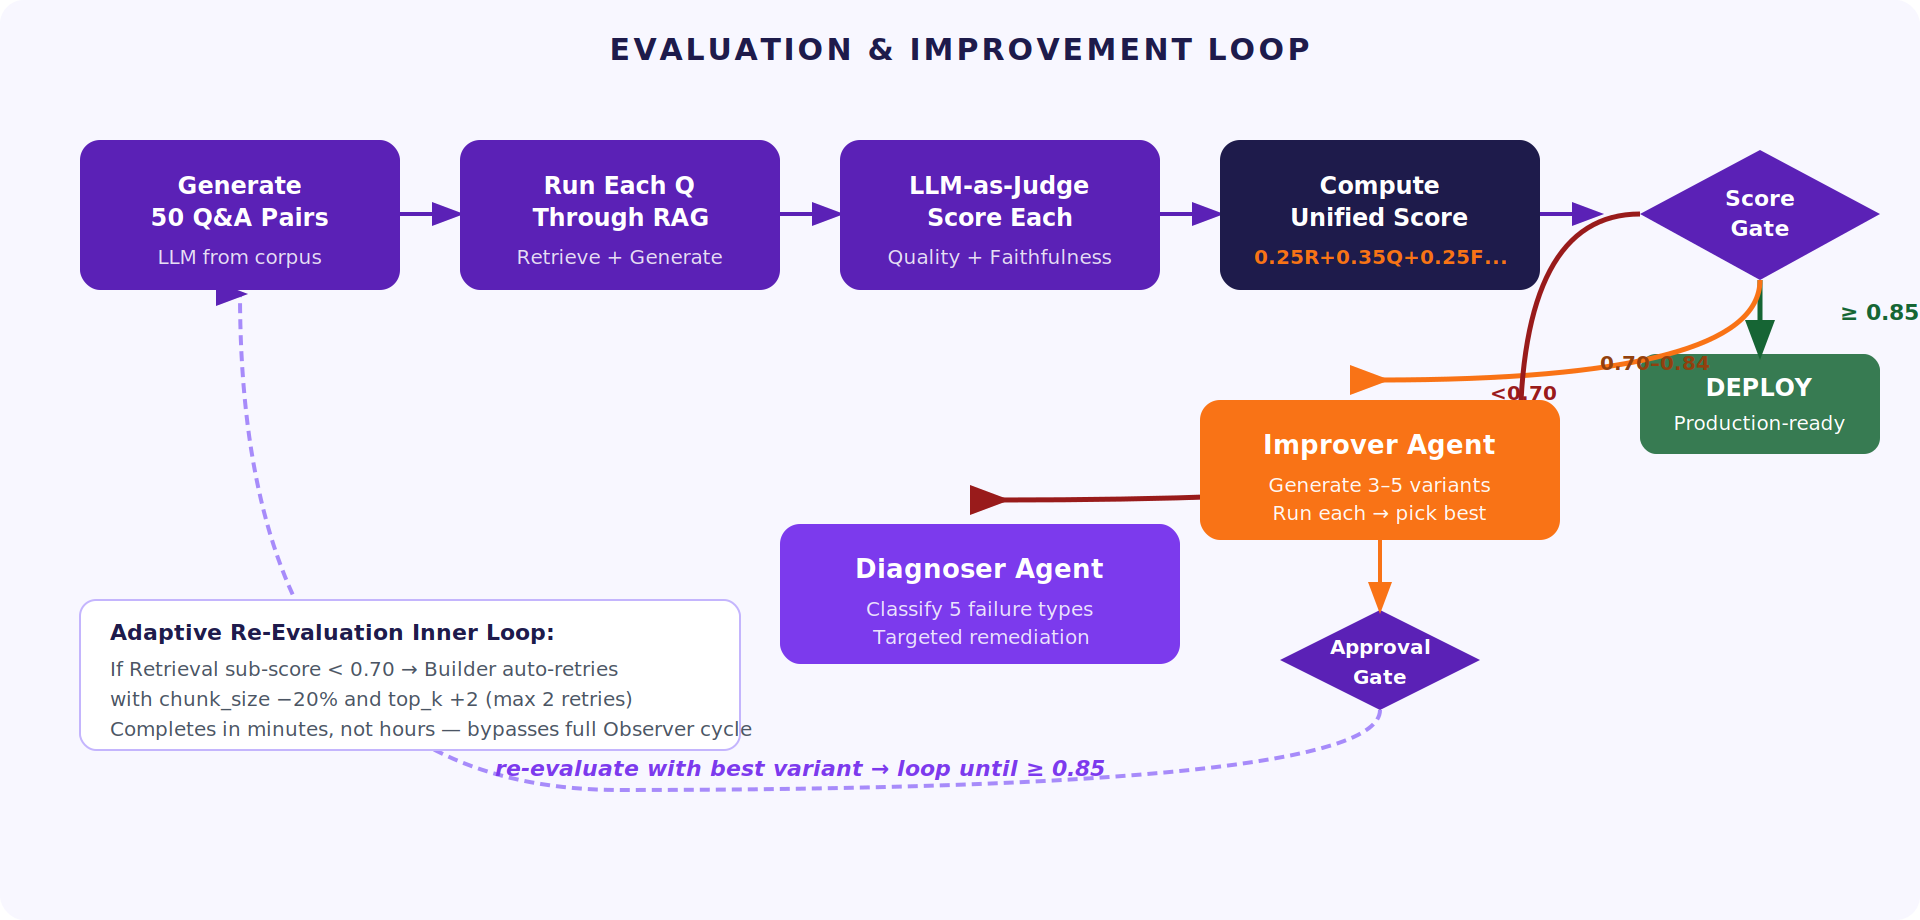 EVALUATION & IMPROVEMENT LOOP
Generate
50 Q&A Pairs
LLM from corpus
Run Each Q
Through RAG
Retrieve + Generate
LLM-as-Judge
Score Each
Quality + Faithfulness
Compute
Unified Score
0.25R+0.35Q+0.25F...
Score
Gate
≥ 0.85
0.70–0.84
<0.70
DEPLOY
Production-ready
Improver Agent
Generate 3–5 variants
Run each → pick best
Diagnoser Agent
Classify 5 failure types
Targeted remediation
Approval
Gate
Adaptive Re-Evaluation Inner Loop:
If Retrieval sub-score < 0.70 → Builder auto-retries
with chunk_size −20% and top_k +2 (max 2 retries)
Completes in minutes, not hours — bypasses full Observer cycle
re-evaluate with best variant → loop until ≥ 0.85